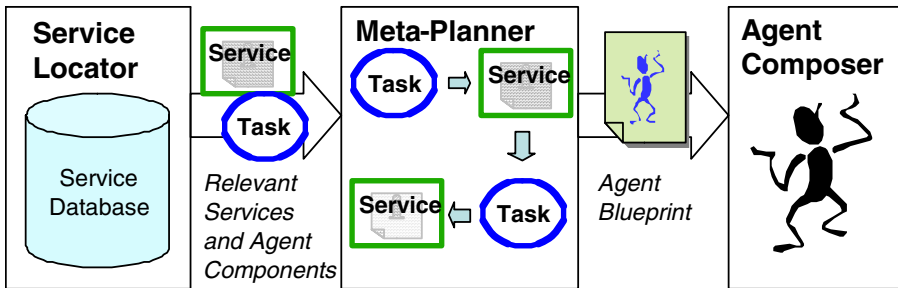 Service
Locator
Service
Database
Service
Task
Relevant
Services
and Agent
Components
Meta-Planner
Task
Service
Service
Task
Agent
Blueprint
Agent
Composer